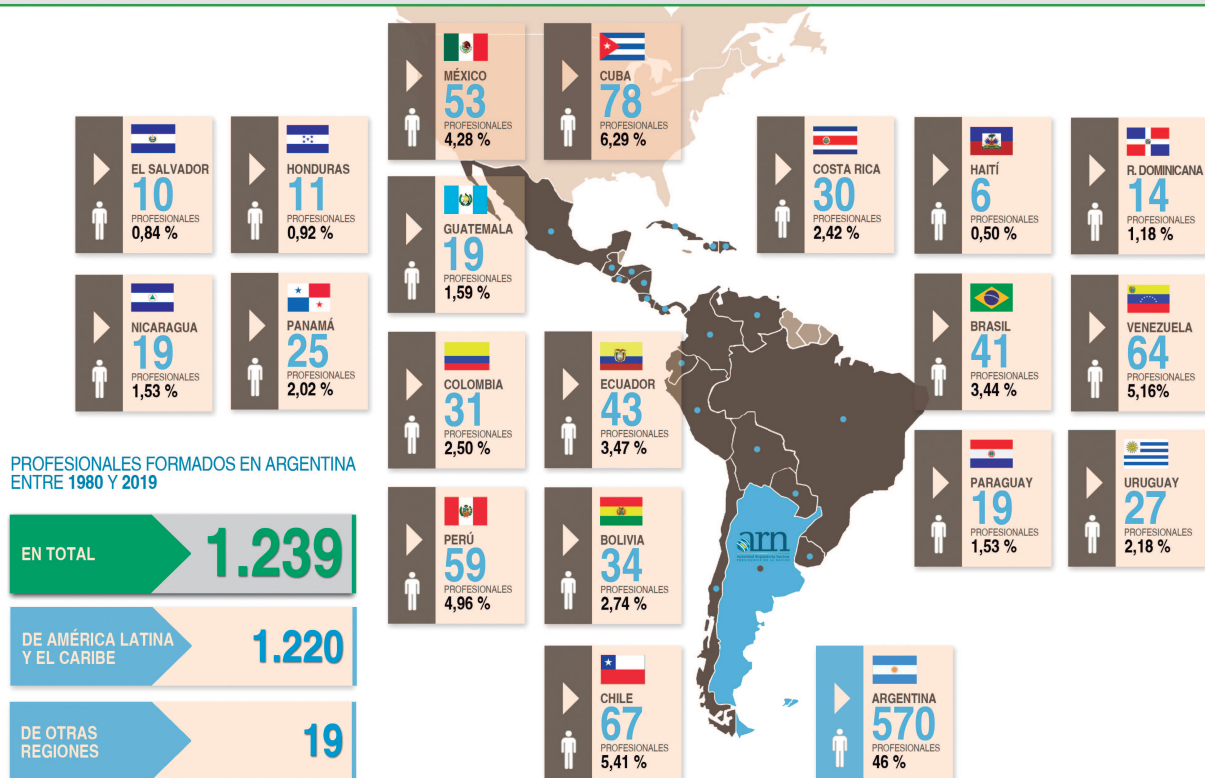 MÉXICO
53
PROFESIONALES
4,28 %
CUBA
78
PROFESIONALES
6,29 %
EL SALVADOR
10
PROFESIONALES
0,84 %
HONDURAS
11
PROFESIONALES
0,92 %
GUATEMALA
19
PROFESIONALES
1,59 %
COSTA RICA
30
PROFESIONALES
2,42 %
HAITÍ
6
PROFESIONALES
0,50 %
R. DOMINICANA
14
PROFESIONALES
1,18 %
NICARAGUA
19
PROFESIONALES
1,53 %
PANAMÁ
25
PROFESIONALES
2,02 %
COLOMBIA
31
PROFESIONALES
2,50 %
ECUADOR
43
PROFESIONALES
3,47 %
BRASIL
41
PROFESIONALES
3,44 %
VENEZUELA
64
PROFESIONALES
5,16%
PERÚ
59
PROFESIONALES
4,96 %
BOLIVIA
34
PROFESIONALES
2,74 %
PARAGUAY
19
PROFESIONALES
1,53 %
URUGUAY
27
PROFESIONALES
2,18 %
arn
CHILE
67
PROFESIONALES
5,41 %
ARGENTINA
570
PROFESIONALES
46 %
PROFESIONALES FORMADOS EN ARGENTINA
ENTRE 1980 Y 2019
EN TOTAL
1.239
DE AMÉRICA LATINA
Y EL CARIBE
1.220
DE OTRAS
REGIONES
19